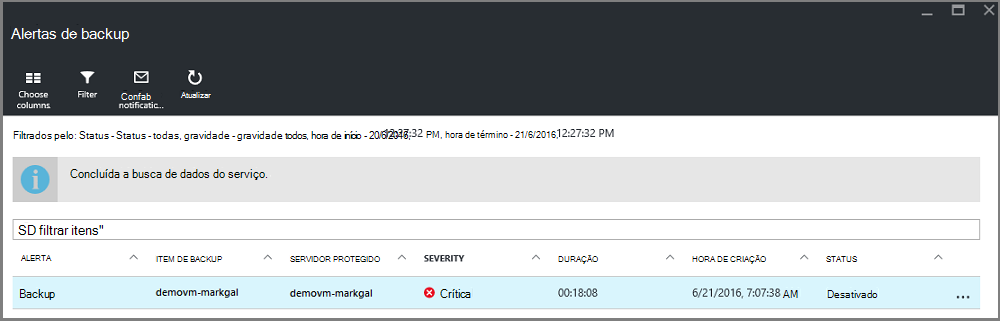 Alertas de backup
Choose columns
Filter
Confab notificatic...
Atualizar
Filtrados pelo: Status - Status - todas, gravidade - gravidade todos, hora de início - 20/6/2016, 12:27:32 PM, hora de término - 21/6/2016, 12:27:32 PM
Concluída a busca de dados do serviço.
SD filtrar itens"
ALERTA ITEM DE BACKUP SERVIDOR PROTEGIDO SEVERITY DURAÇÃO HORA DE CRIAÇÃO STATUS
Backup demovm-markgal demovm-markgal Crítica 00:18:08 6/21/2016, 7:07:38 AM Desativado ...